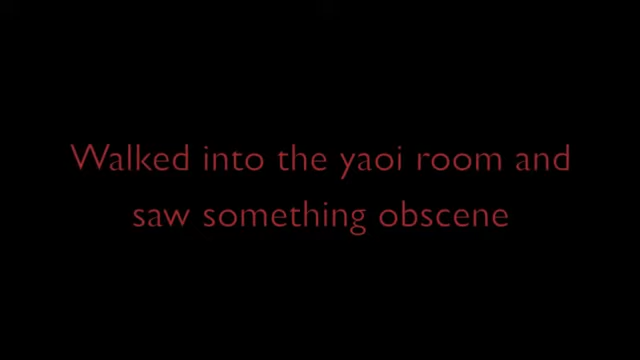 Walked into the yaoi room and
saw something obscene